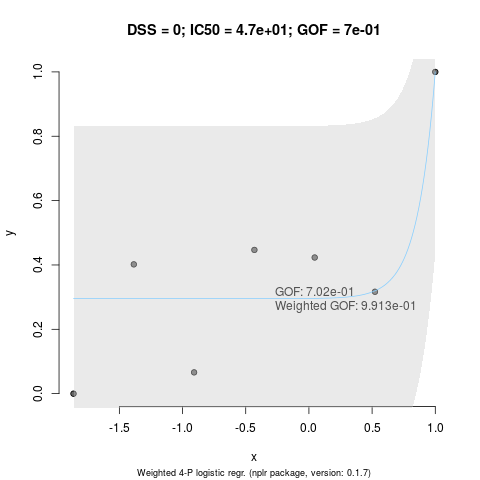 DSS = 0; IC50 = 4.7e+01; GOF = 7e-01
1.0
0.8
0.6
0.4
0.2
0.0
y
GOF: 7.02e-01
Weighted GOF: 9.913e-01
-1.5 -1.0 -0.5 0.0 0.5 1.0
x
Weighted 4-P logistic regr. (nplr package, version: 0.1.7)